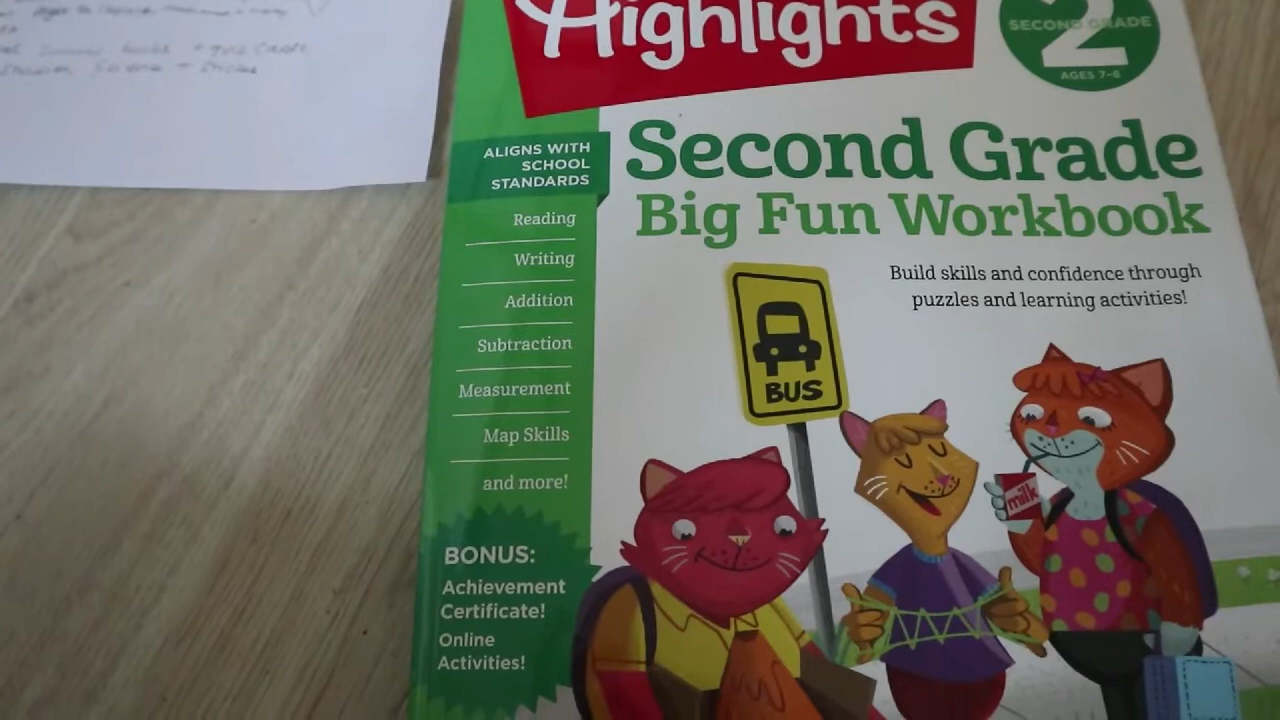 Highlights
SECOND GRADE
2
AGES 7-8
Second Grade
Big Fun Workbook
Build skills and confidence through
puzzles and learning activities!
ALIGNS WITH
SCHOOL
STANDARDS
Reading
Writing
Addition
Subtraction
Measurement
Map Skills
and more!
BONUS:
Achievement
Certificate!
Online
Activities!
BUS
milk